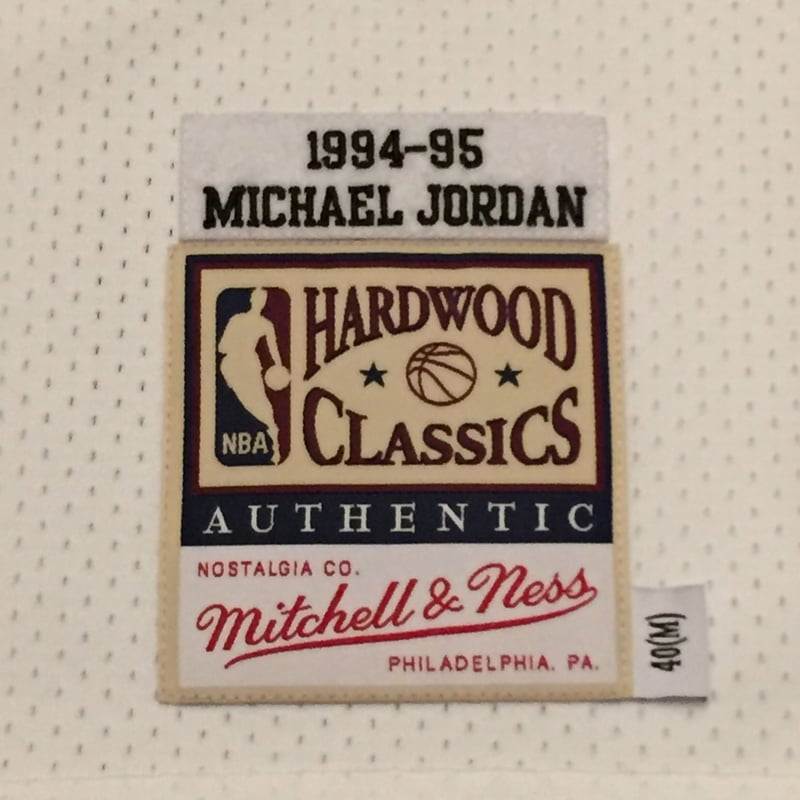 1994-95
MICHAEL JORDAN
HARDWOOD
CLASSICS
NBA
AUTHENTIC
NOSTALGIA CO.
Mitchell & Ness
PHILADELPHIA. PA.
40(M)